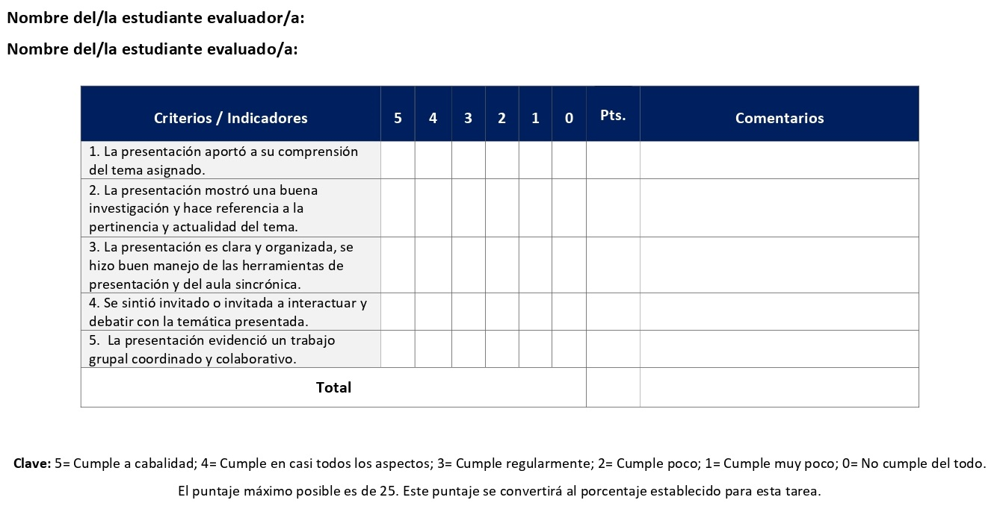 Nombre del/la estudiante evaluador/a:
Nombre del/la estudiante evaluado/a:
Criterios / Indicadores 5 4 3 2 1 0 Pts. Comentarios
1. La presentación aportó a su comprensión
del tema asignado.
2. La presentación mostró una buena
investigación y hace referencia a la
pertinencia y actualidad del tema.
3. La presentación es clara y organizada, se
hizo buen manejo de las herramientas de
presentación y del aula sincrónica.
4. Se sintió invitado o invitada a interactuar y
debatir con la temática presentada.
5. La presentación evidenció un trabajo
grupal coordinado y colaborativo.
Total
Clave: 5= Cumple a cabalidad; 4= Cumple en casi todos los aspectos; 3= Cumple regularmente; 2= Cumple poco; 1= Cumple muy poco; 0= No cumple del todo.
El puntaje máximo posible es de 25. Este puntaje se convertirá al porcentaje establecido para esta tarea.